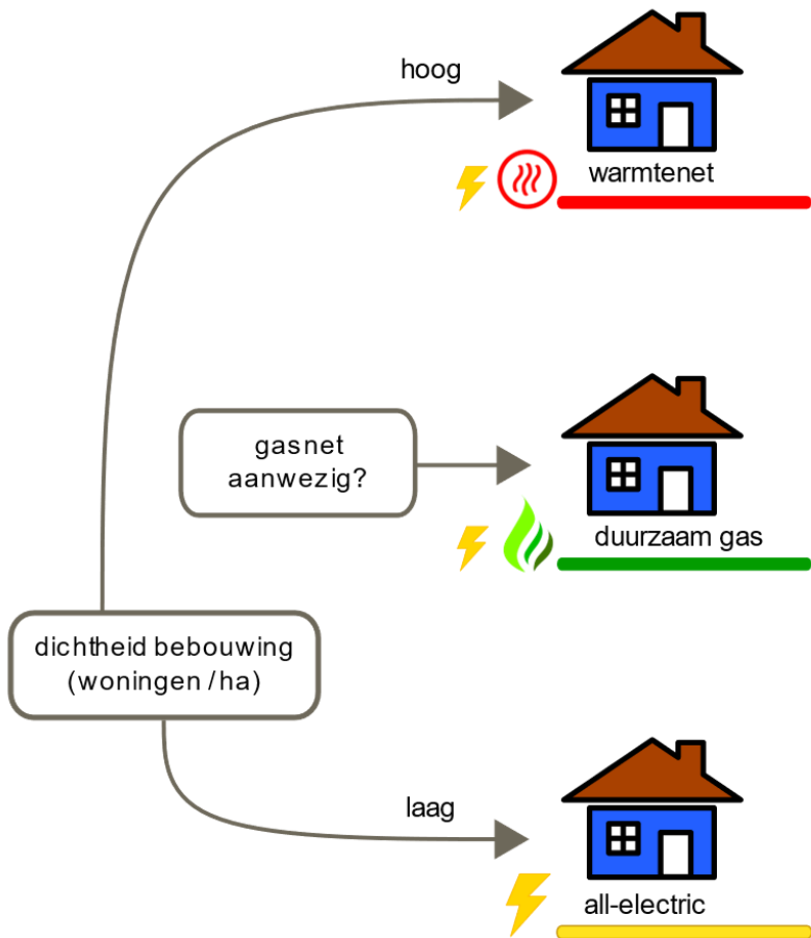 hoog
warmtenet
gasnet
aanwezig?
duurzaam gas
dichtheid bebouwing
(woningen /ha)
laag
all-electric